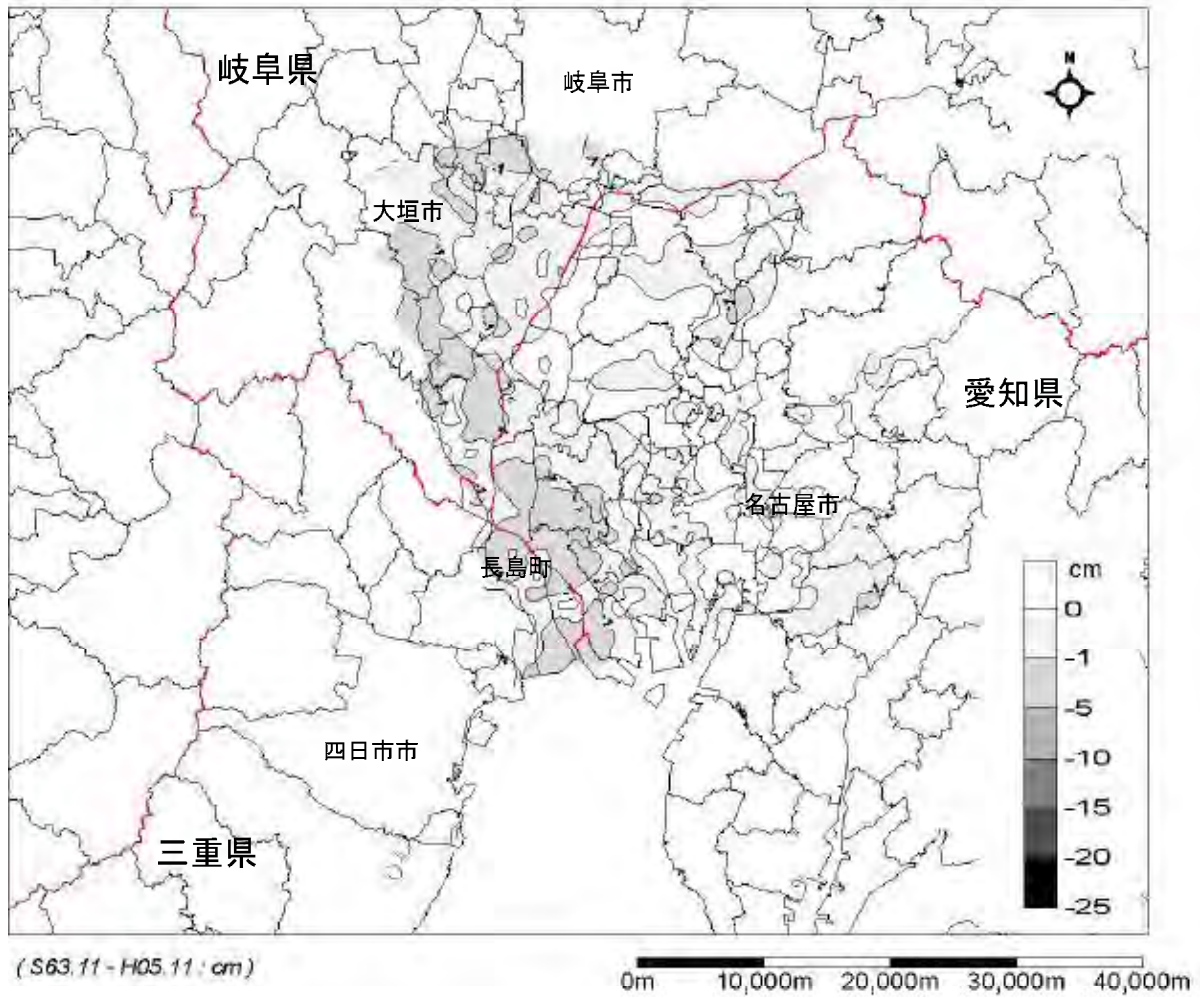 岐阜県
岐阜市
N
大垣市
愛知県
名古屋市
長島町
四日市市
三重県
cm
0
-1
-5
-10
-15
-20
-25
( S63.11 - H05.11 : cm )
0m 10,000m 20,000m 30,000m 40,000m